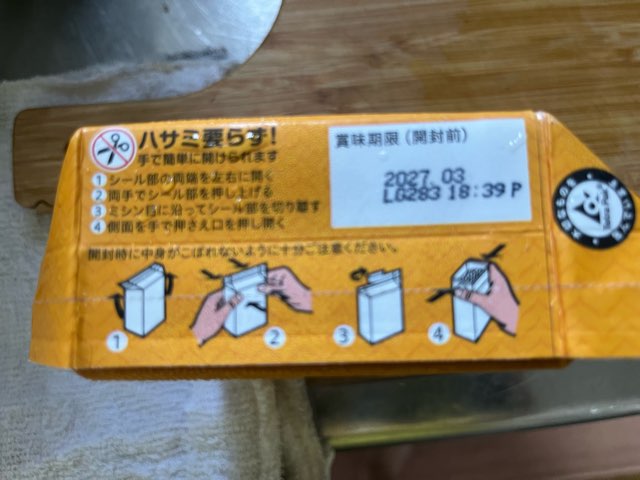 ハサミ要らず!
手で簡単に開けられます
1 シール部の両端を左右に開く
2 両手でシール部を押し上げる
3 ミシン目に沿ってシール部を切り離す
4 側面を手で押さえ口を押し開く
開封時に中身がこぼれないように十分ご注意ください。
1
2
3
4
賞味期限(開封前)
2027.03
LG283 18:39 P